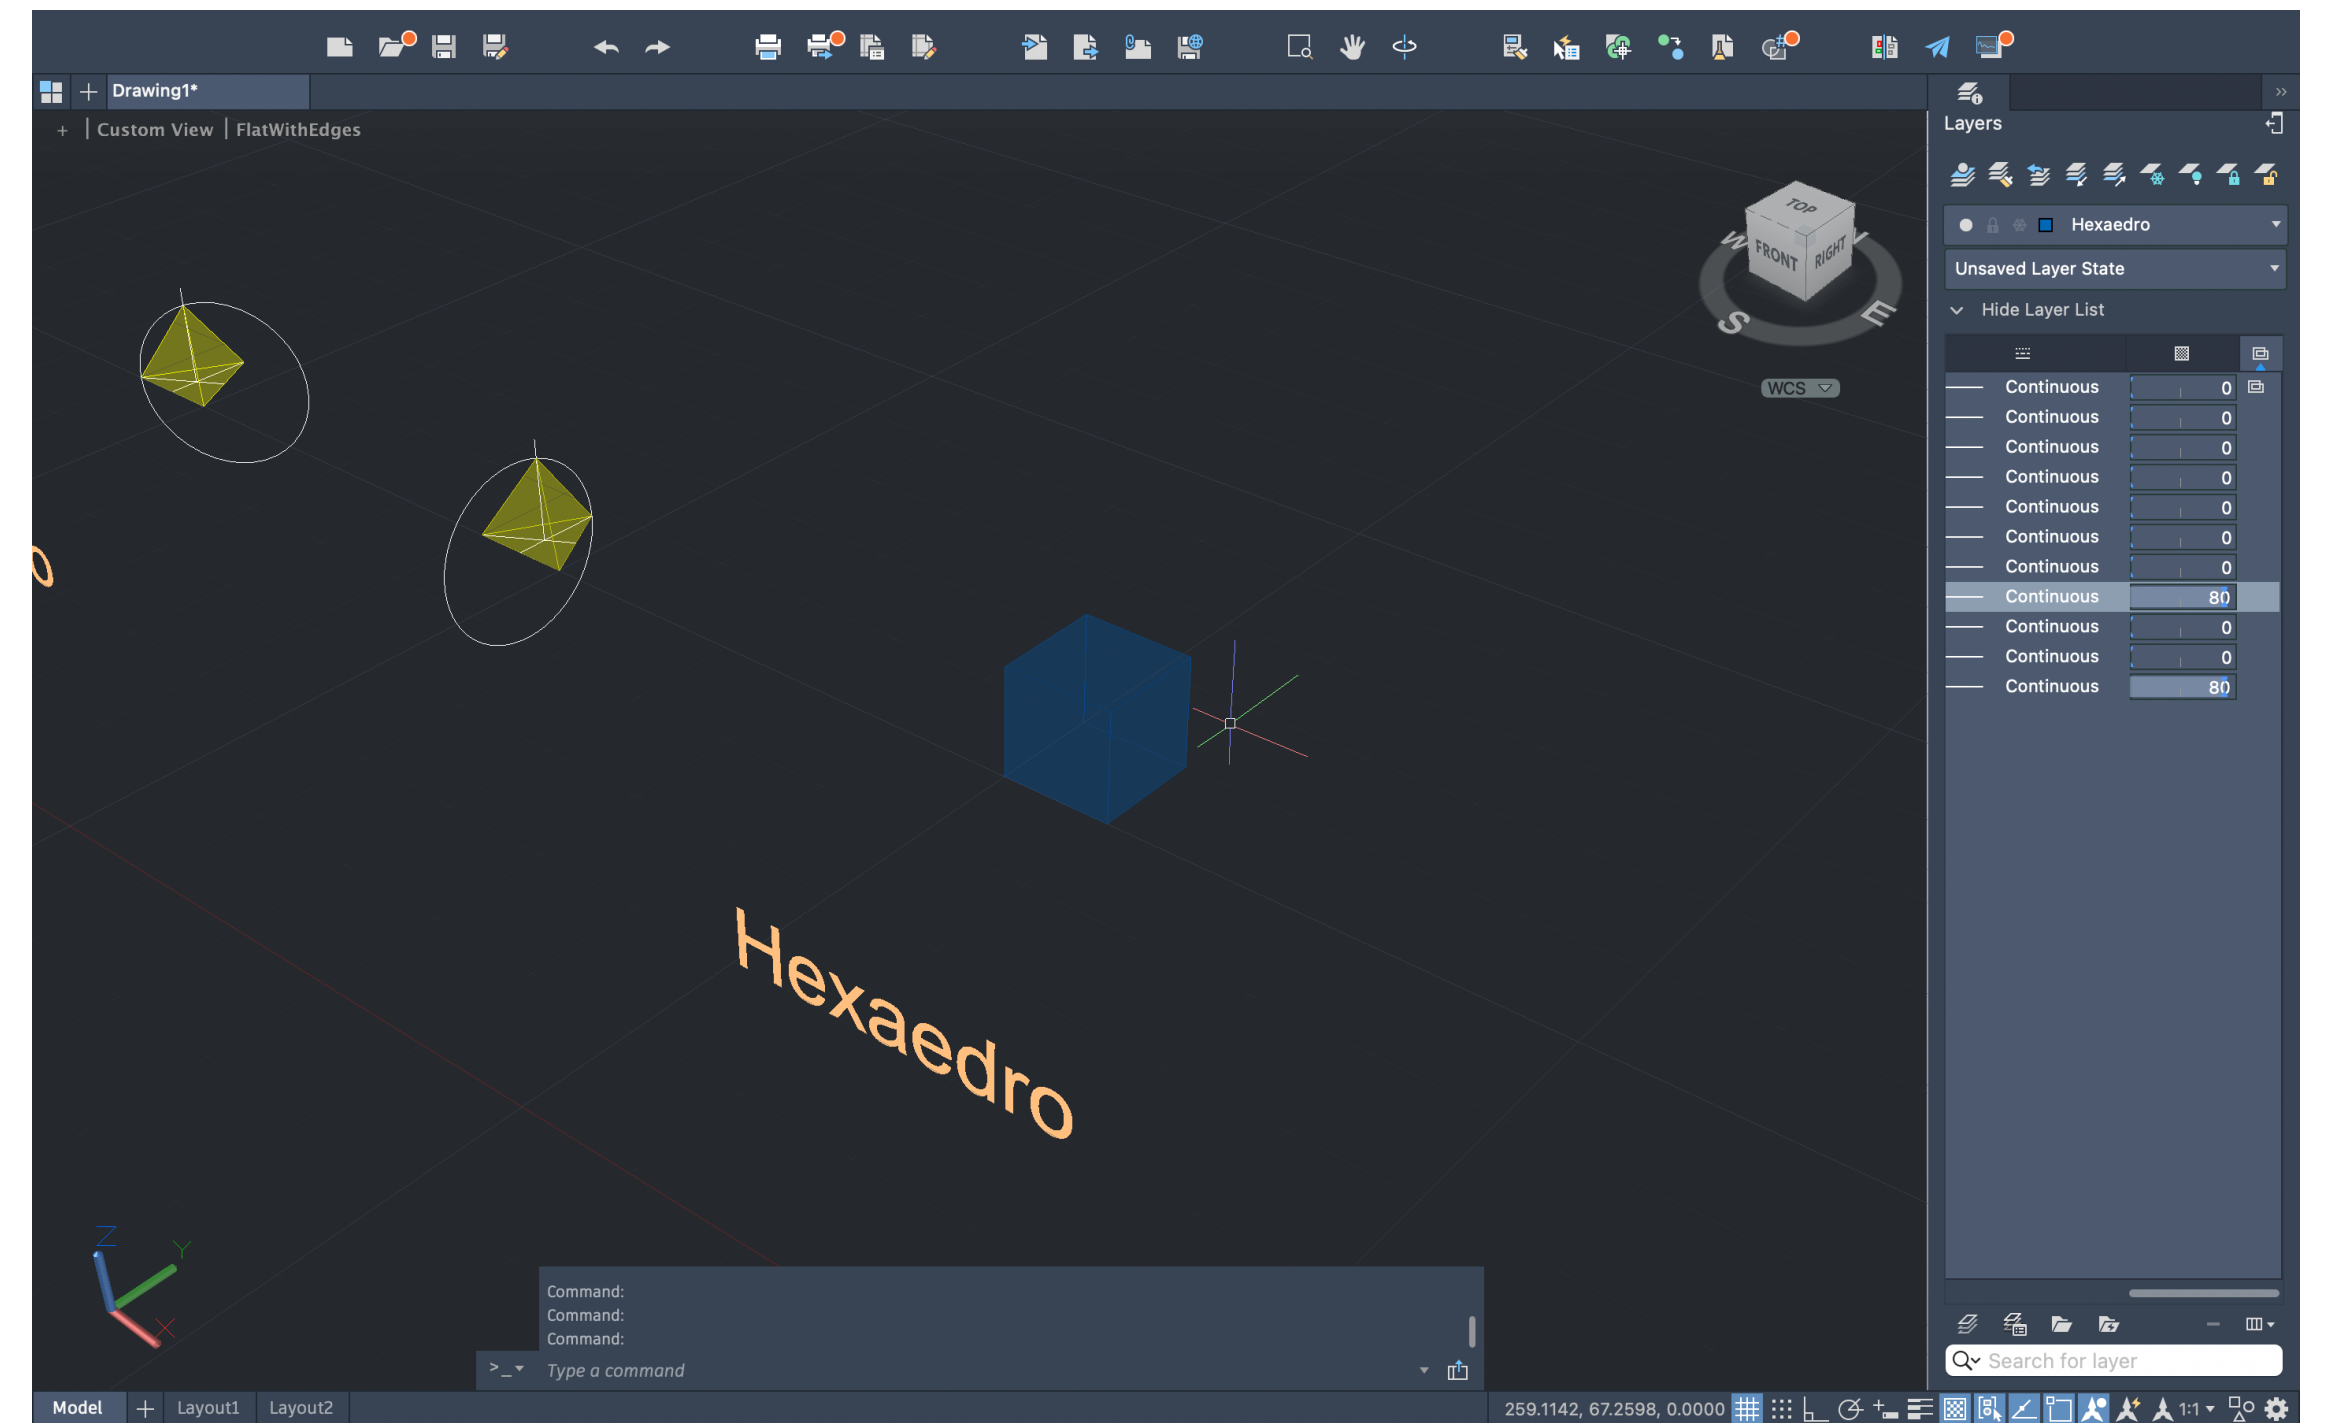 Drawing1*
+ | Custom View | FlatWithEdges
Layers
Hexaedro
Unsaved Layer State
Hide Layer List
TOP
FRONT
RIGHT
W
S
E
WCS
Continuous 0
Continuous 0
Continuous 0
Continuous 0
Continuous 0
Continuous 0
Continuous 0
Continuous 80
Continuous 0
Continuous 0
Continuous 80
o
Hexaedro
Z
Y
X
Command:
Command:
Command:
>_ Type a command
Search for layer
Model + Layout1 Layout2
259.1142, 67.2598, 0.0000
1:1